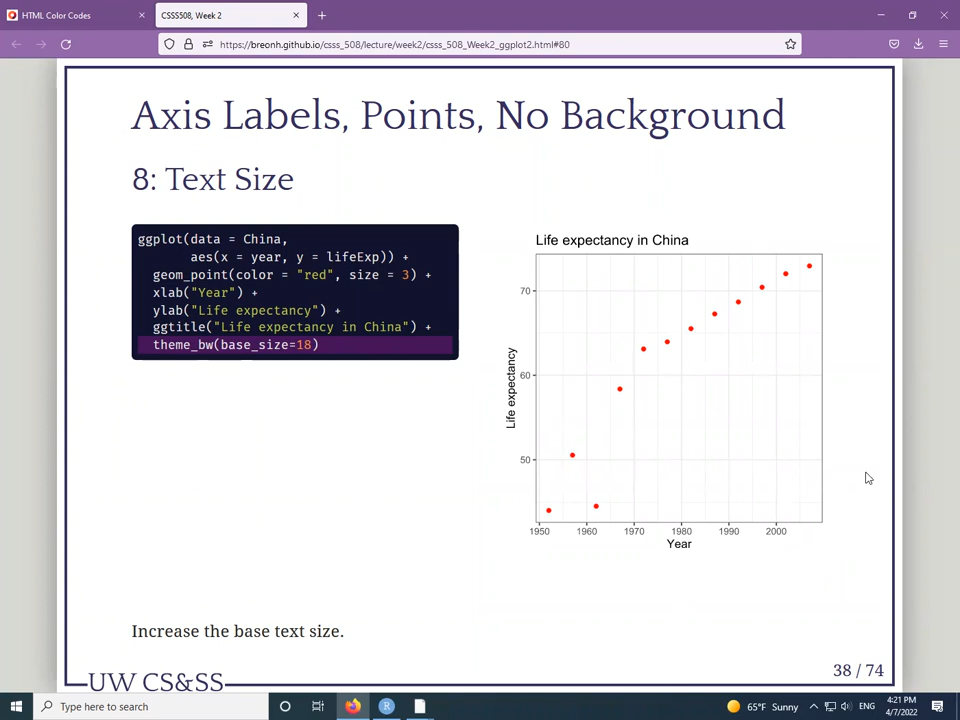 HTML Color Codes
CSSS508, Week 2
https://breonh.github.io/csss_508/lecture/week2/csss_508_Week2_ggplot2.html#80
Axis Labels, Points, No Background
8: Text Size
ggplot(data = China,
aes(x = year, y = lifeExp)) +
geom_point(color = "red", size = 3) +
xlab("Year") +
ylab("Life expectancy") +
ggtitle("Life expectancy in China") +
theme_bw(base_size=18)
Life expectancy in China
70
60
50
Life expectancy
1950 1960 1970 1980 1990 2000
Year
Increase the base text size.
38 / 74
UW CS&SS
Type here to search
R
65°F Sunny
ENG
4:21 PM
4/7/2022